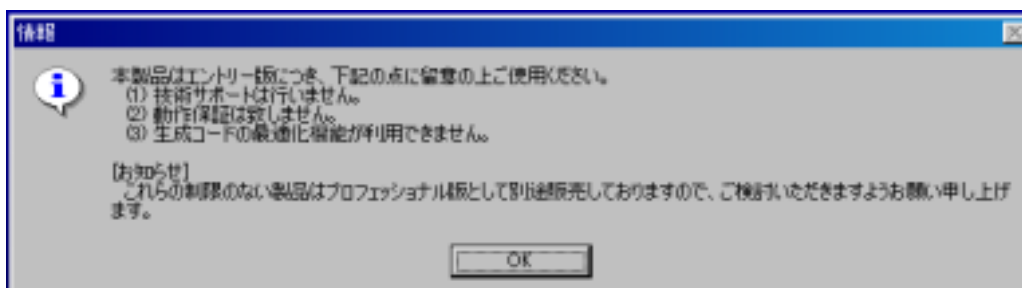 情報
本製品はエントリー版につき、下記の点に留意の上ご使用ください。
(1) 技術サポートは行いません。
(2) 動作保証は致しません。
(3) 生成コードの最適化機能が利用できません。
[お知らせ]
これらの制限のない製品はプロフェッショナル版として別途販売しておりますので、ご検討いただきますようお願い申し上げ
ます。
OK